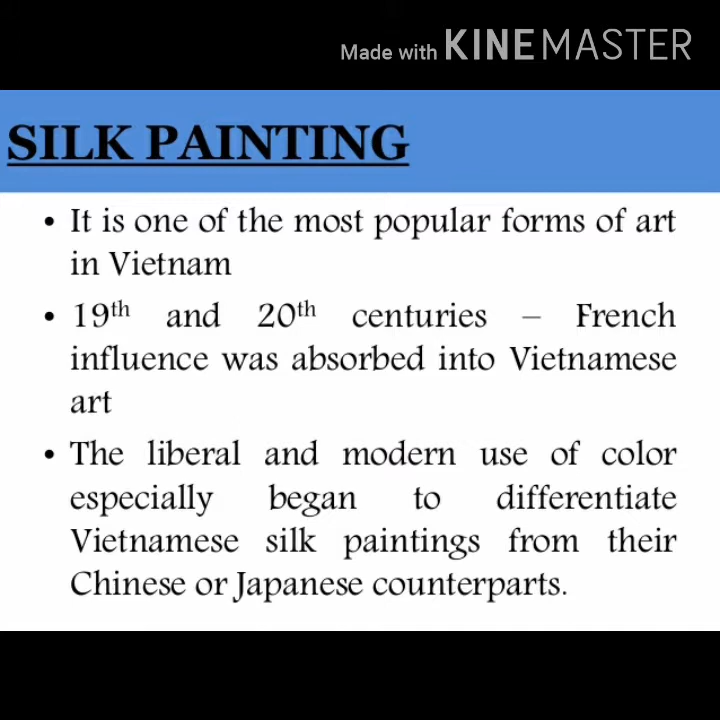 Made with KINEMASTER
SILK PAINTING
• It is one of the most popular forms of art
in Vietnam
• 19th and 20th centuries – French
influence was absorbed into Vietnamese
art
• The liberal and modern use of color
especially began to differentiate
Vietnamese silk paintings from their
Chinese or Japanese counterparts.